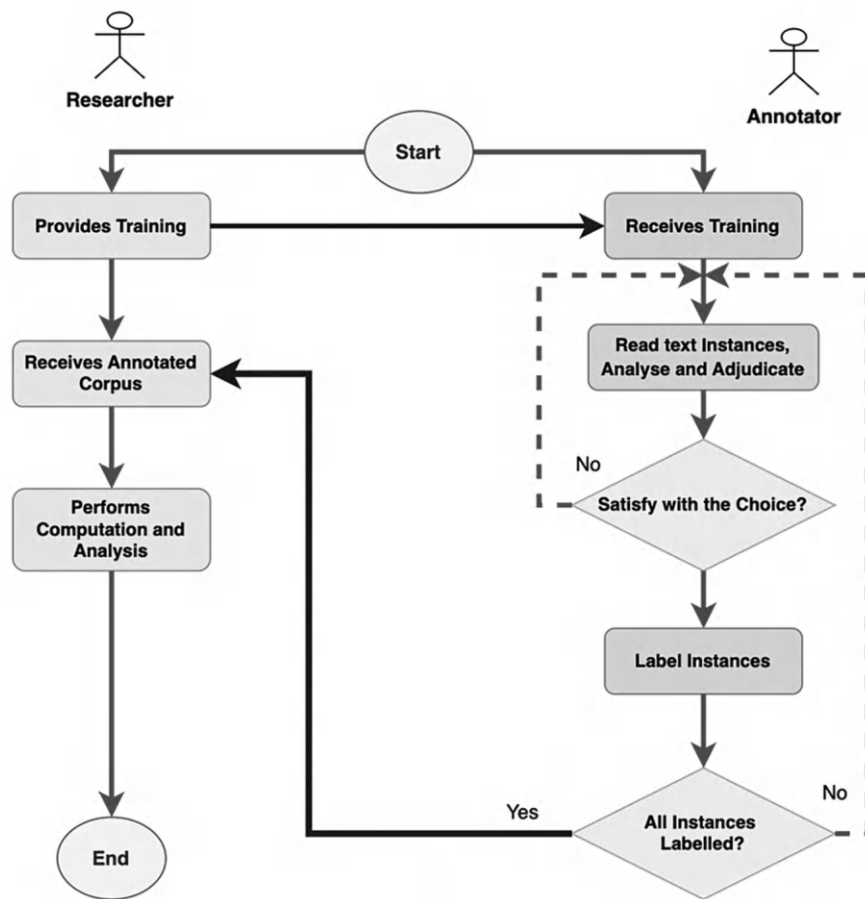 Researcher
Annotator
Start
Provides Training
Receives Training
Receives Annotated
Corpus
Read text Instances,
Analyse and Adjudicate
No
Satisfy with the Choice?
Performs
Computation and
Analysis
Label Instances
Yes
No
All Instances
Labelled?
End